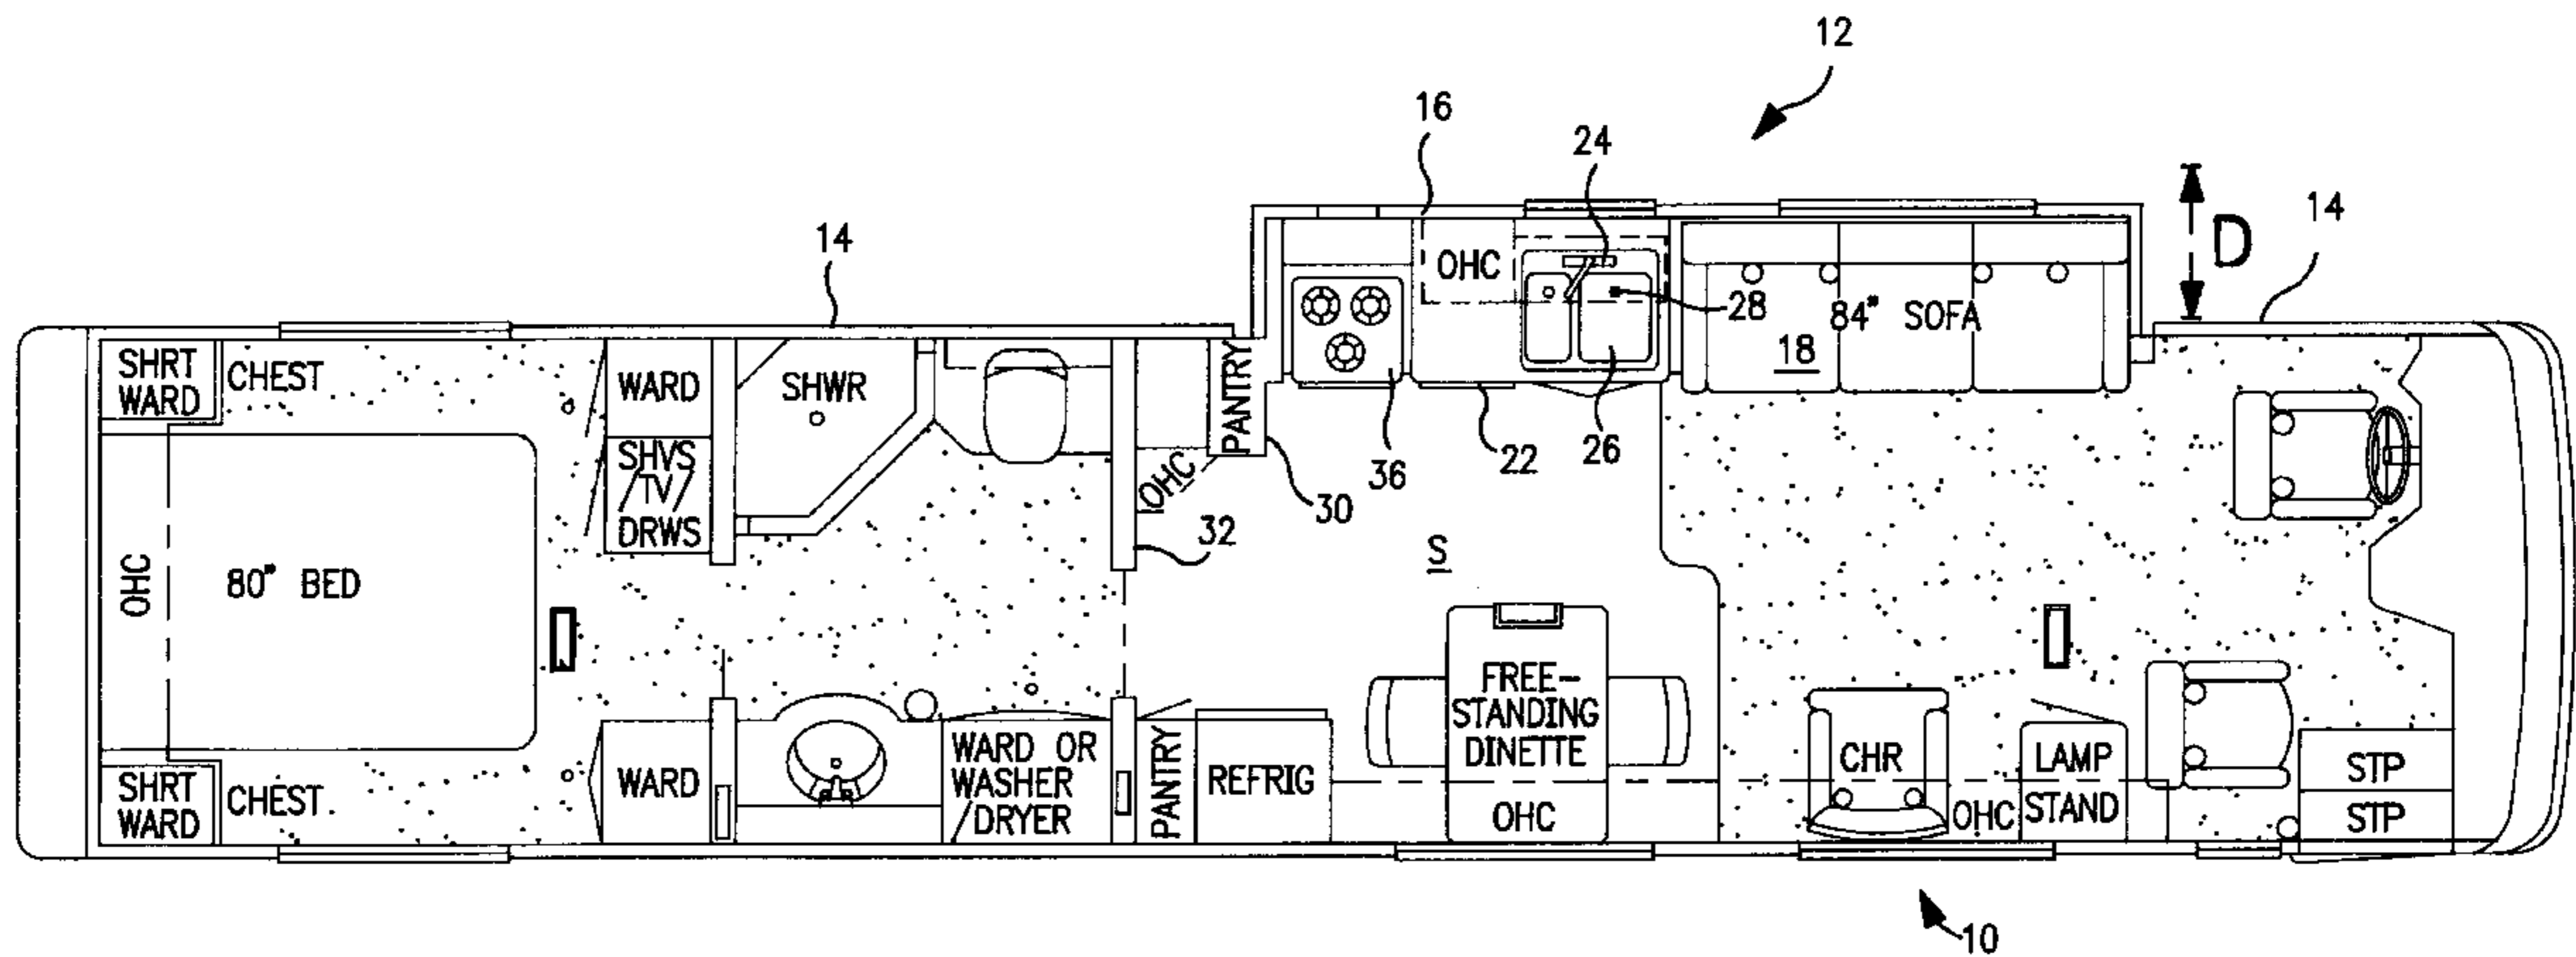 12
16
24
14
D
14
OHC
28
84" SOFA
18
SHRT
WARD
CHEST
WARD
SHWR
PANTRY
36
22
26
SHVS
/TV/
DRWS
OHC
30
32
S
OHC
80" BED
FREE-
STANDING
DINETTE
SHRT
WARD
CHEST
WARD
WARD OR
WASHER
/DRYER
PANTRY
REFRIG
OHC
CHR
OHC
LAMP
STAND
STP
STP
10